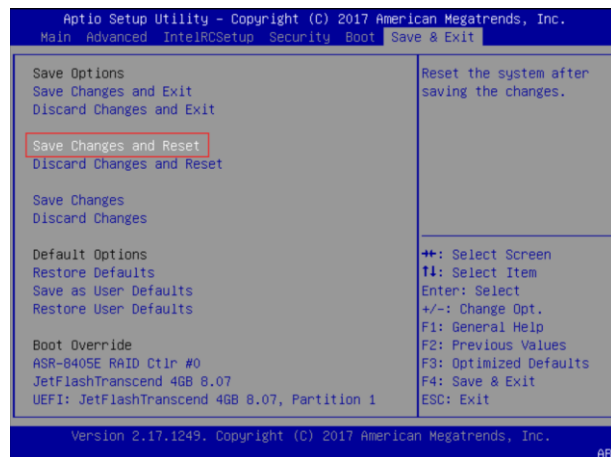 Aptio Setup Utility – Copyright (C) 2017 American Megatrends, Inc.
Main Advanced IntelRCSetup Security Boot Save & Exit
Save Options
Save Changes and Exit
Discard Changes and Exit
Save Changes and Reset
Discard Changes and Reset
Save Changes
Discard Changes
Default Options
Restore Defaults
Save as User Defaults
Restore User Defaults
Boot Override
ASR-8405E RAID Ctlr #0
JetFlashTranscend 4GB 8.07
UEFI: JetFlashTranscend 4GB 8.07, Partition 1
Reset the system after
saving the changes.
→←: Select Screen
↑↓: Select Item
Enter: Select
+/-: Change Opt.
F1: General Help
F2: Previous Values
F3: Optimized Defaults
F4: Save & Exit
ESC: Exit
Version 2.17.1249. Copyright (C) 2017 American Megatrends, Inc.
AB